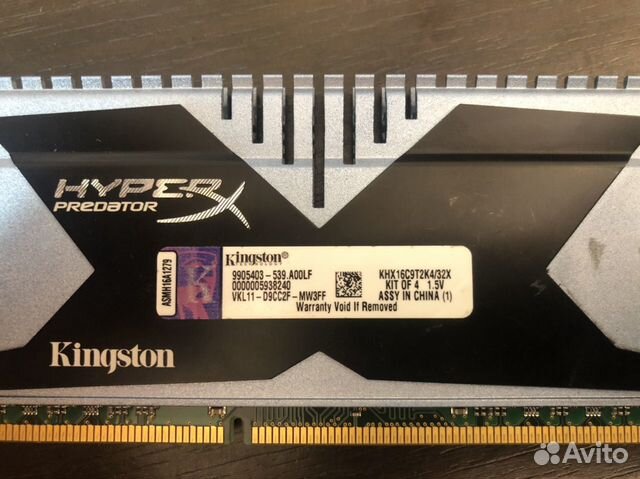 HYPERX
PREDATOR
ASMH16A1279
Kingston
TECHNOLOGY
9905403-539.A00LF
0000005938240
VKL11-D9CC2F-MW3FF
KHX16C9T2K4/32X
KIT OF 4 1.5V
ASSY IN CHINA (1)
Warranty Void If Removed
Kingston
Avito